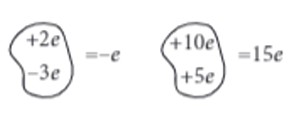 +2e
-3e
=-e
+10e
+5e
=15e